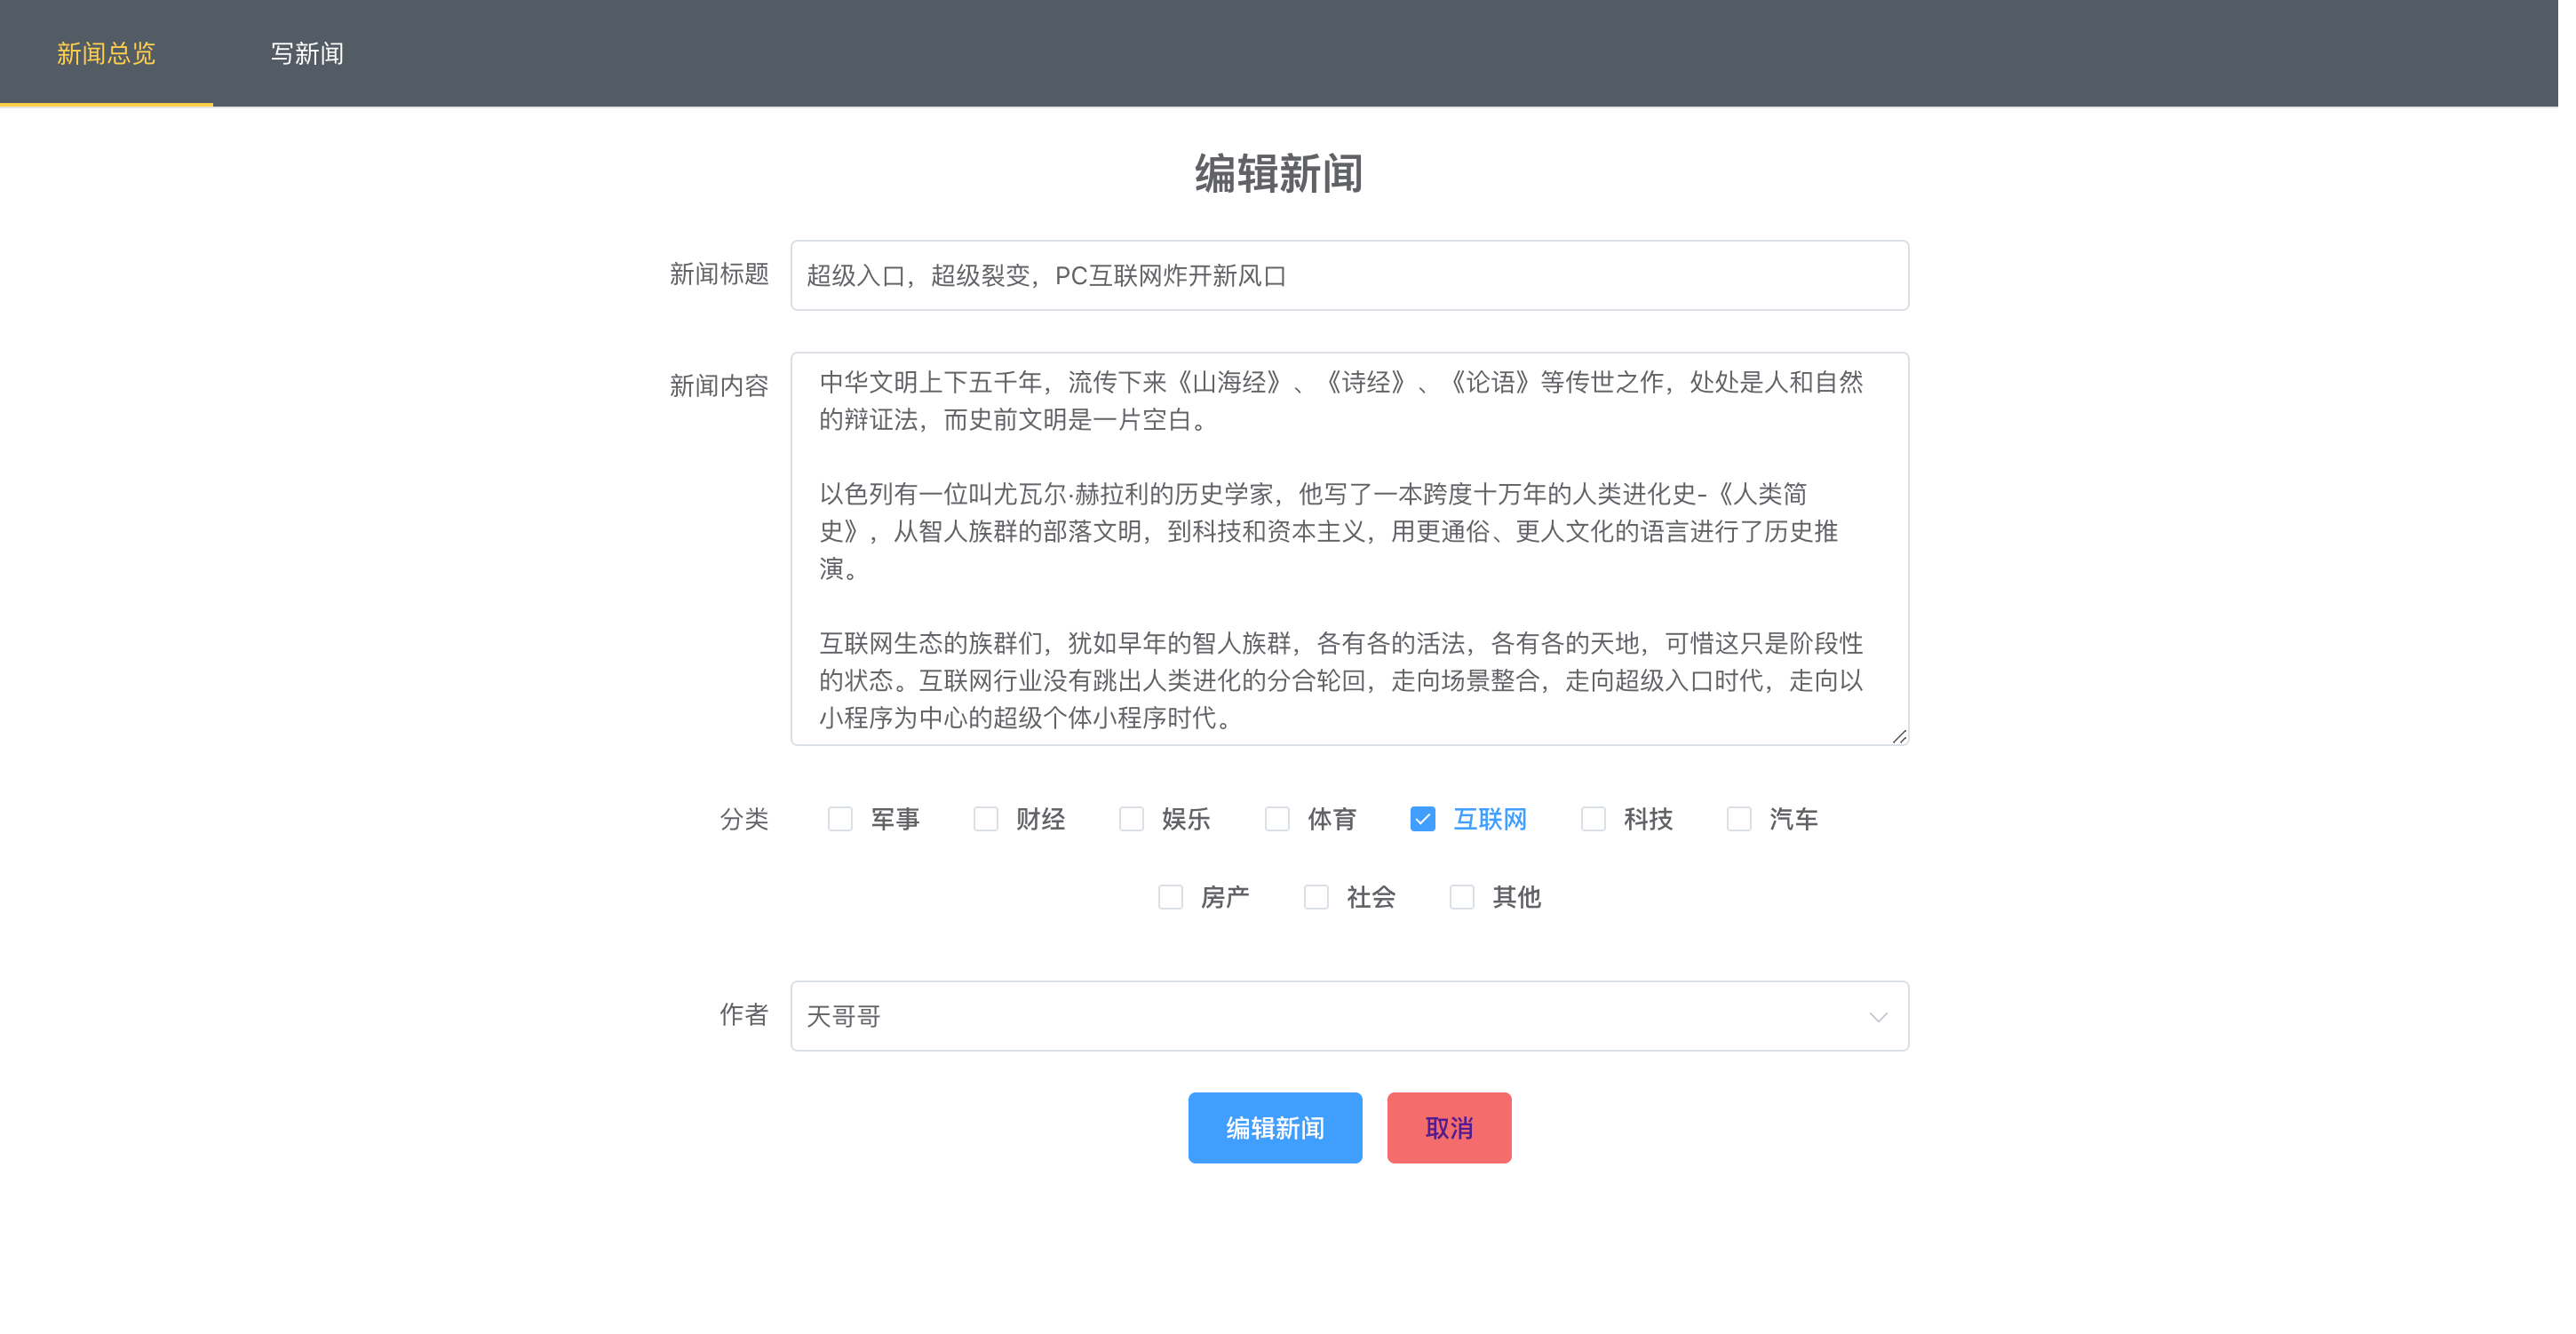 新闻总览
写新闻
编辑新闻
新闻标题
超级入口，超级裂变，PC互联网炸开新风口
新闻内容
中华文明上下五千年，流传下来《山海经》、《诗经》、《论语》等传世之作，处处是人和自然
的辩证法，而史前文明是一片空白。
以色列有一位叫尤瓦尔·赫拉利的历史学家，他写了一本跨度十万年的人类进化史-《人类简
史》，从智人族群的部落文明，到科技和资本主义，用更通俗、更人文化的语言进行了历史推
演。
互联网生态的族群们，犹如早年的智人族群，各有各的活法，各有各的天地，可惜这只是阶段性
的状态。互联网行业没有跳出人类进化的分合轮回，走向场景整合，走向超级入口时代，走向以
小程序为中心的超级个体小程序时代。
分类
军事 财经 娱乐 体育 互联网 科技 汽车
房产 社会 其他
作者
天哥哥
编辑新闻
取消